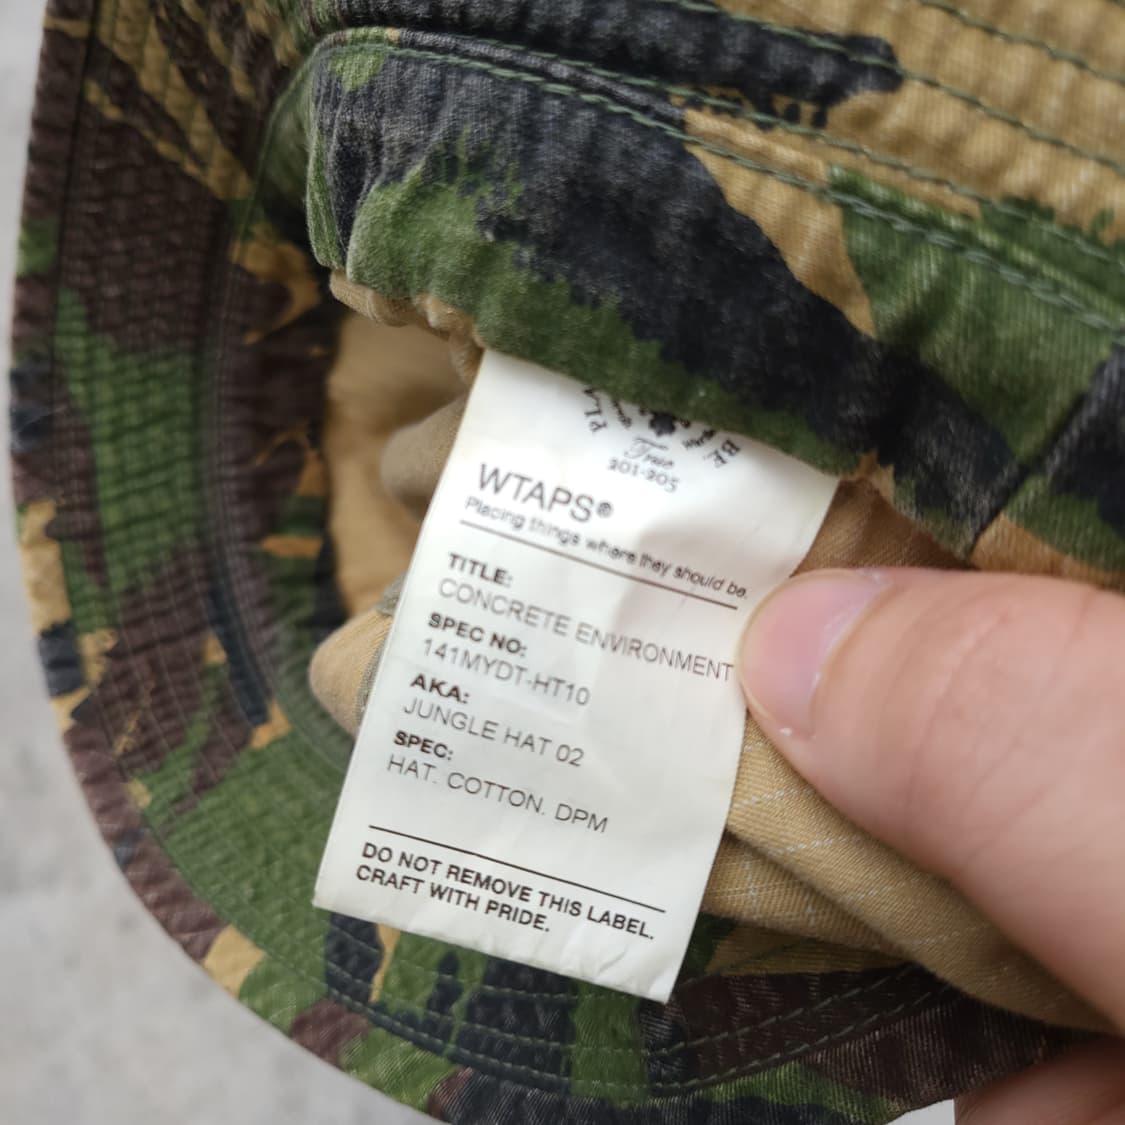 True
201-205
WTAPS®
Placing things where they should be.
TITLE:
CONCRETE ENVIRONMENT
SPEC NO:
141MYDT-HT10
AKA:
JUNGLE HAT 02
SPEC:
HAT. COTTON. DPM
DO NOT REMOVE THIS LABEL.
CRAFT WITH PRIDE.